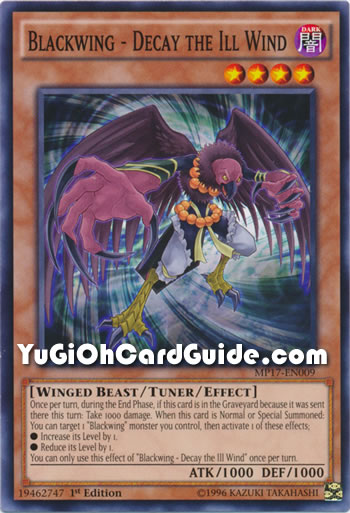 Blackwing - Decay the Ill Wind
DARK
闇
YuGiOhCardGuide.com
MP17-EN009
[Winged Beast/Tuner/Effect]
Once per turn, during the End Phase, if this card is in the Graveyard because it was sent
there this turn: Take 1000 damage. When this card is Normal or Special Summoned:
You can target 1 "Blackwing" monster you control, then activate 1 of these effects;
● Increase its Level by 1.
● Reduce its Level by 1.
You can only use this effect of "Blackwing - Decay the Ill Wind" once per turn.
ATK/1000 DEF/1000
19462747 1st Edition ©1996 KAZUKI TAKAHASHI